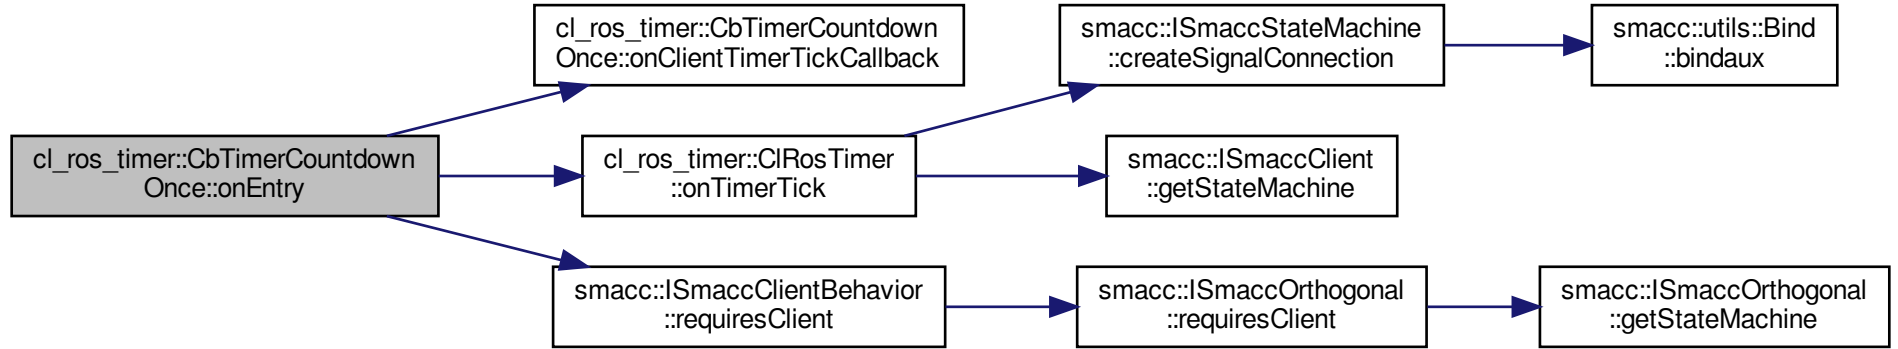 cl_ros_timer::CbTimerCountdown
Once::onEntry
cl_ros_timer::CbTimerCountdown
Once::onClientTimerTickCallback
cl_ros_timer::ClRosTimer
::onTimerTick
smacc::ISmaccClientBehavior
::requiresClient
smacc::ISmaccStateMachine
::createSignalConnection
smacc::ISmaccClient
::getStateMachine
smacc::ISmaccOrthogonal
::requiresClient
smacc::utils::Bind
::bindaux
smacc::ISmaccOrthogonal
::getStateMachine